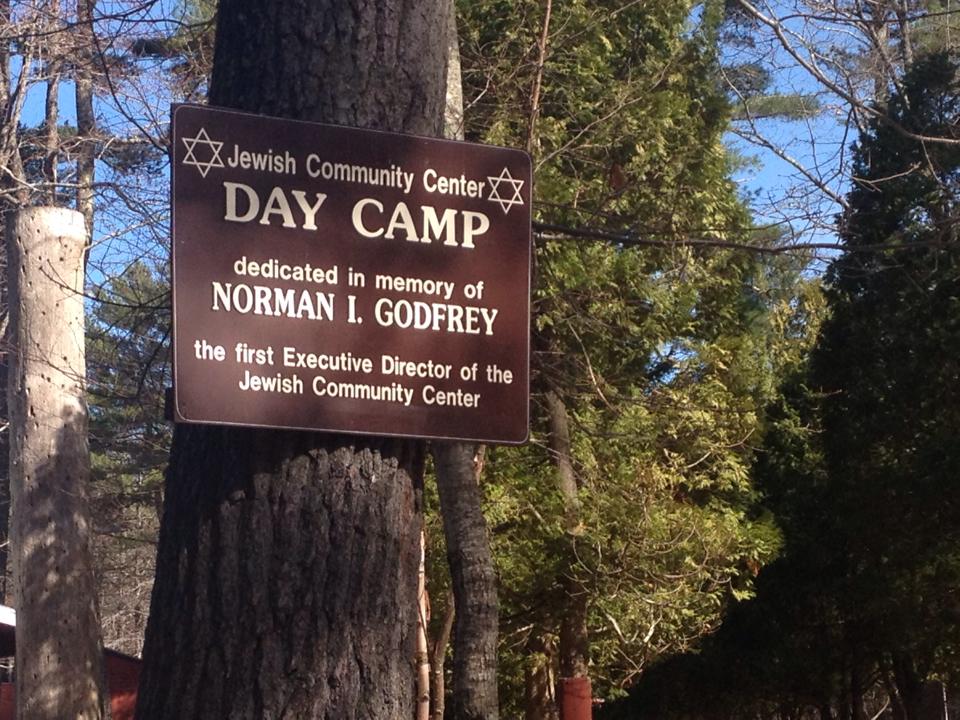 Jewish Community Center
DAY CAMP
dedicated in memory of
NORMAN I. GODFREY
the first Executive Director of the
Jewish Community Center